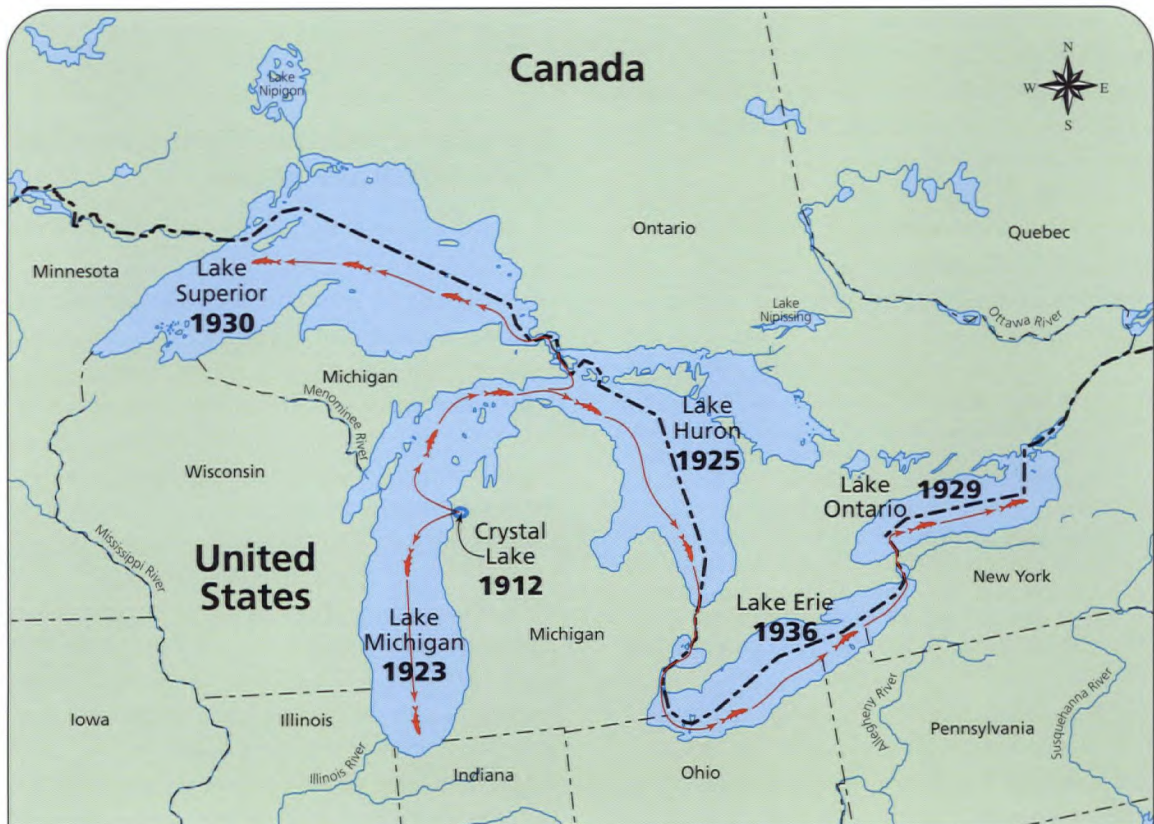 Canada
N
W E
S
Lake
Nipigon
Ontario
Quebec
Minnesota
Lake
Superior
1930
Lake
Nipissing
Ottawa River
Michigan
Menominee River
Lake
Huron
1925
Wisconsin
Lake
Ontario
1929
Mississippi River
Crystal
Lake
1912
United
States
New York
Lake Erie
1936
Lake
Michigan
1923
Michigan
Iowa
Illinois
Illinois River
Indiana
Ohio
Allegheny River
Pennsylvania
Susquehanna River